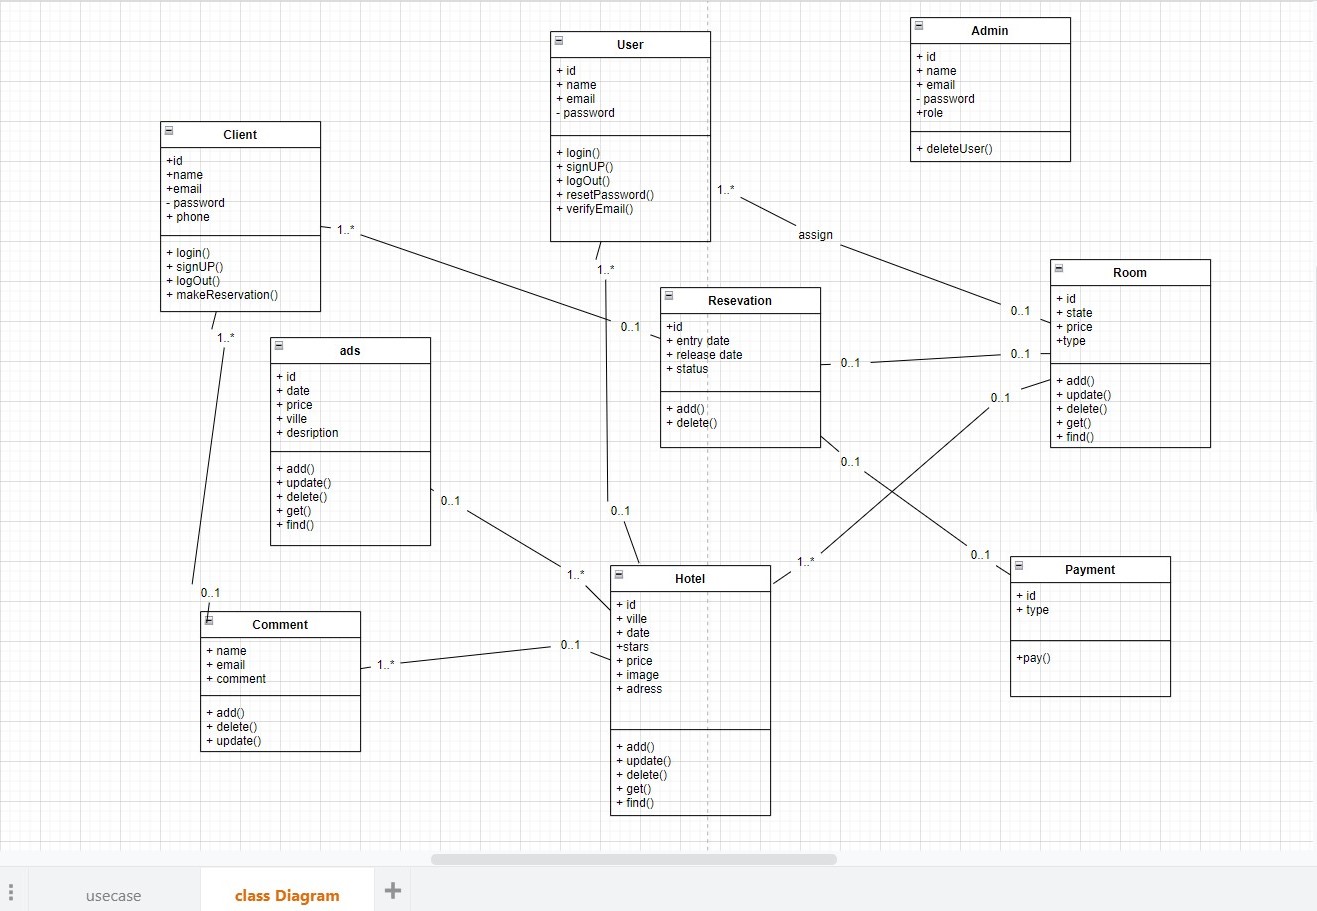 User
+ id
+ name
+ email
- password
+ login()
+ signUP()
+ logOut()
+ resetPassword()
+ verifyEmail()
Admin
+ id
+ name
+ email
- password
+role
+ deleteUser()
Client
+id
+name
+email
- password
+ phone
+ login()
+ signUP()
+ logOut()
+ makeReservation()
1..*
assign
0..1
1..*
0..1
1..*
0..1
1..*
0..1
Room
+ id
+ state
+ price
+type
+ add()
+ update()
+ delete()
+ get()
+ find()
Resevation
+id
+ entry date
+ release date
+ status
+ add()
+ delete()
0..1
0..1
ads
+ id
+ date
+ price
+ ville
+ desription
+ add()
+ update()
+ delete()
+ get()
+ find()
0..1
1..*
0..1
1..*
0..1
0..1
Hotel
+ id
+ ville
+ date
+stars
+ price
+ image
+ adress
+ add()
+ update()
+ delete()
+ get()
+ find()
Payment
+ id
+ type
+pay()
Comment
+ name
+ email
+ comment
+ add()
+ delete()
+ update()
1..*
0..1
usecase
class Diagram